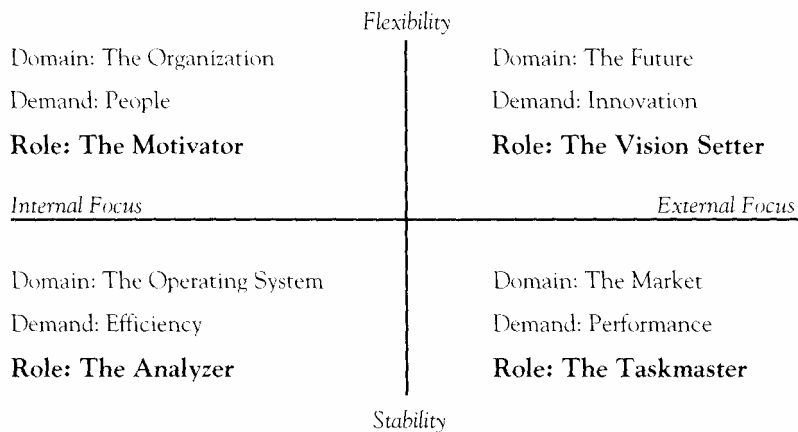 Flexibility
Domain: The Organization
Demand: People
Role: The Motivator
Domain: The Future
Demand: Innovation
Role: The Vision Setter
Internal Focus
External Focus
Domain: The Operating System
Demand: Efficiency
Role: The Analyzer
Domain: The Market
Demand: Performance
Role: The Taskmaster
Stability